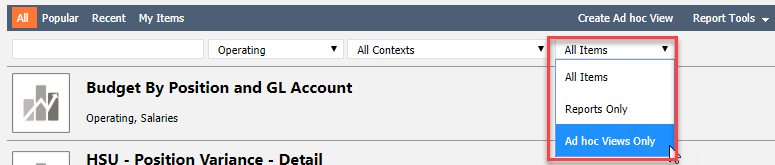 All Popular Recent My Items Create Ad hoc View Report Tools
Operating All Contexts All Items
All Items
Budget By Position and GL Account
Reports Only
Operating, Salaries
Ad hoc Views Only
HSU - Position Variance - Detail